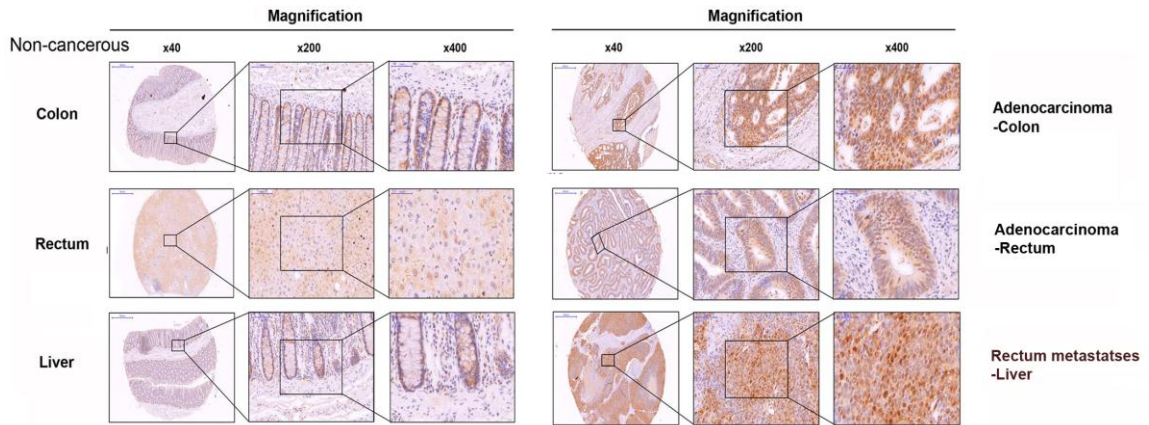 Magnification
Magnification
Non-cancerous
x40
x200
x400
x40
x200
x400
Colon
Adenocarcinoma
-Colon
Rectum
Adenocarcinoma
-Rectum
Liver
Rectum metastatses
-Liver